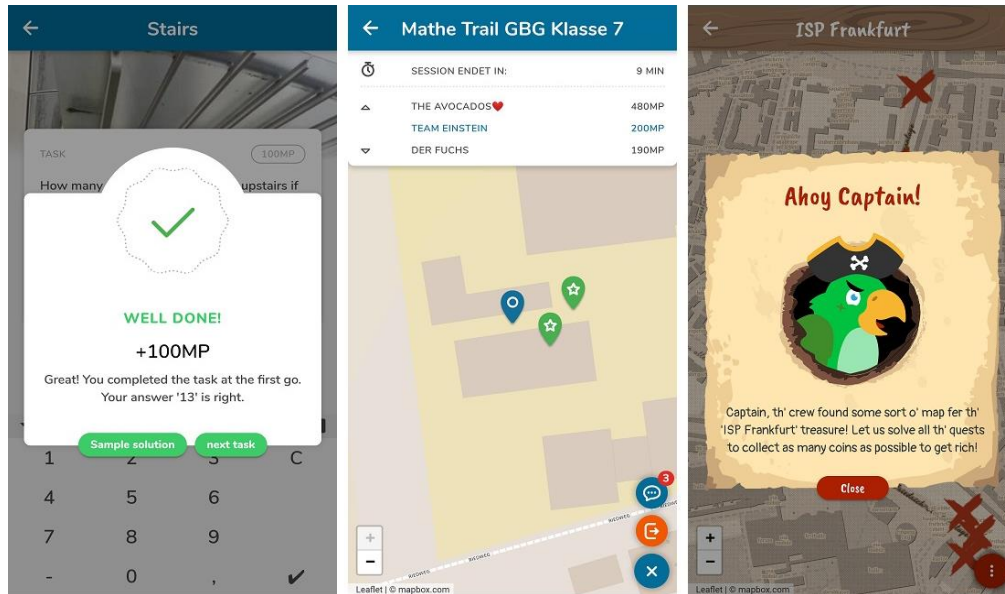 Stairs
TASK
100MP
How many
upstairs if
WELL DONE!
+100MP
Great! You completed the task at the first go.
Your answer '13' is right.
Sample solution
next task
1 2 3 C
4 5 6
7 8 9
- 0 , ✔
Mathe Trail GBG Klasse 7
SESSION ENDET IN: 9 MIN
THE AVOCADOS❤ 480MP
TEAM EINSTEIN 200MP
DER FUCHS 190MP
3
RIEDWEG
RIEDWEG
RIEDWEG
+
-
Leaflet | © mapbox.com
ISP Frankfurt
Ahoy Captain!
Captain, th' crew found some sort o' map fer th'
'ISP Frankfurt' treasure! Let us solve all th' quests
to collect as many coins as possible to get rich!
Close
+
-
Leaflet | © mapbox.com